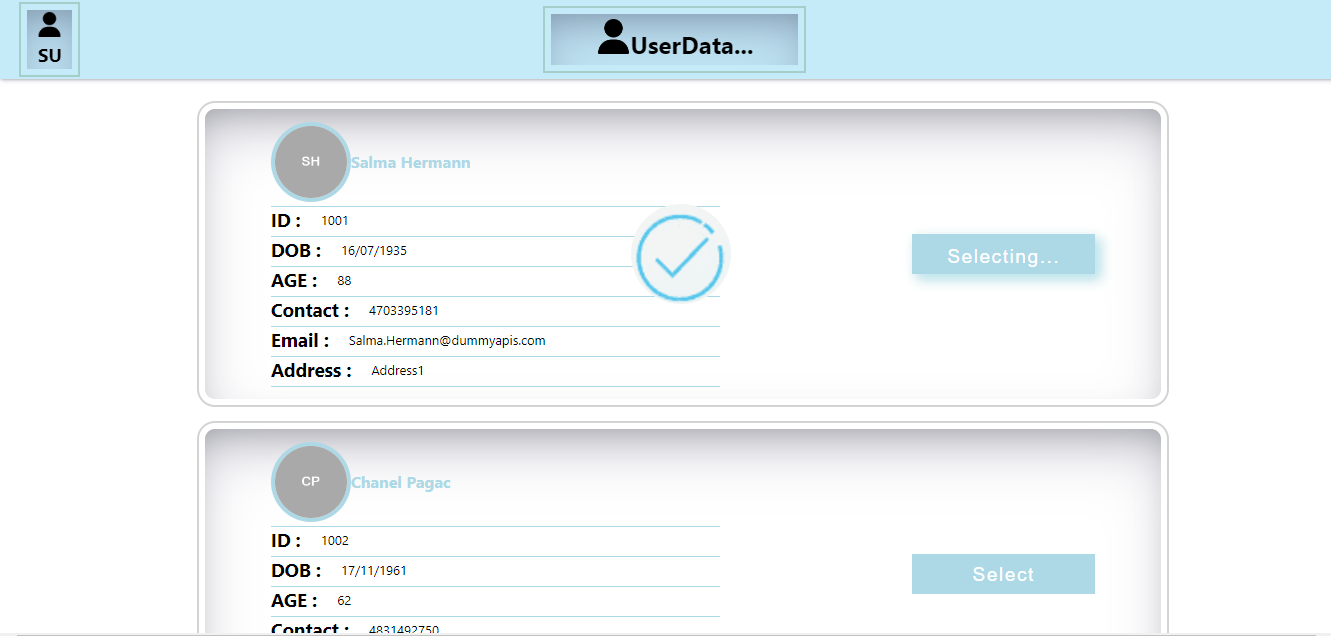 SU
UserData...
SH
Salma Hermann
ID : 1001
DOB : 16/07/1935
AGE : 88
Contact : 4703395181
Email : Salma.Hermann@dummyapis.com
Address : Address1
Selecting...
CP
Chanel Pagac
ID : 1002
DOB : 17/11/1961
AGE : 62
Contact : 4831492750
Select